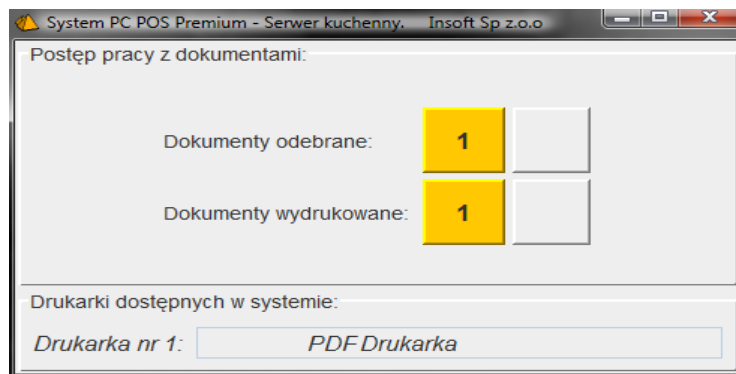 System PC POS Premium - Serwer kuchenny. Insoft Sp z.o.o
Postęp pracy z dokumentami:
Dokumenty odebrane: 1
Dokumenty wydrukowane: 1
Drukarki dostępnych w systemie:
Drukarka nr 1: PDF Drukarka